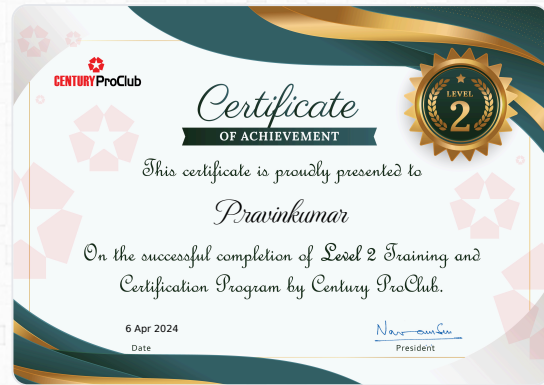 CENTURY ProClub
Certificate
OF ACHIEVEMENT
LEVEL
2
This certificate is proudly presented to
Pravinkumar
On the successful completion of Level 2 Training and
Certification Program by Century ProClub.
6 Apr 2024
Date
President